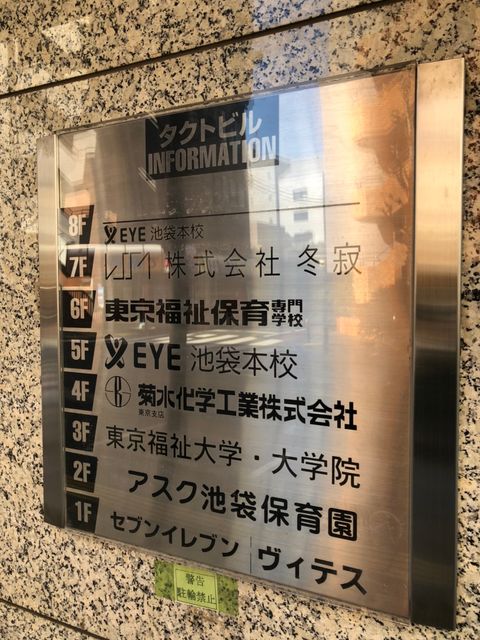 タクトビル
INFORMATION
8F EYE 池袋本校
7F 株式会社 冬寂
6F 東京福祉保育専門学校
5F EYE 池袋本校
4F 菊水化学工業株式会社
東京支店
3F 東京福祉大学・大学院
2F アスク池袋保育園
1F セブンイレブン ヴィテス
警告
駐輪禁止